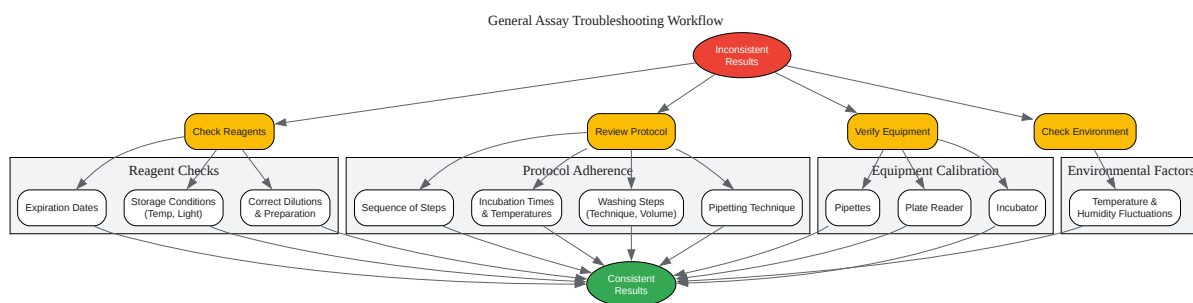 General Assay Troubleshooting Workflow
Inconsistent
Results
Check Reagents
Review Protocol
Verify Equipment
Check Environment
Reagent Checks
Protocol Adherence
Equipment Calibration
Environmental Factors
Expiration Dates
Storage Conditions
(Temp, Light)
Correct Dilutions
& Preparation
Sequence of Steps
Incubation Times
& Temperatures
Washing Steps
(Technique, Volume)
Pipetting Technique
Pipettes
Plate Reader
Incubator
Temperature &
Humidity Fluctuations
Consistent
Results